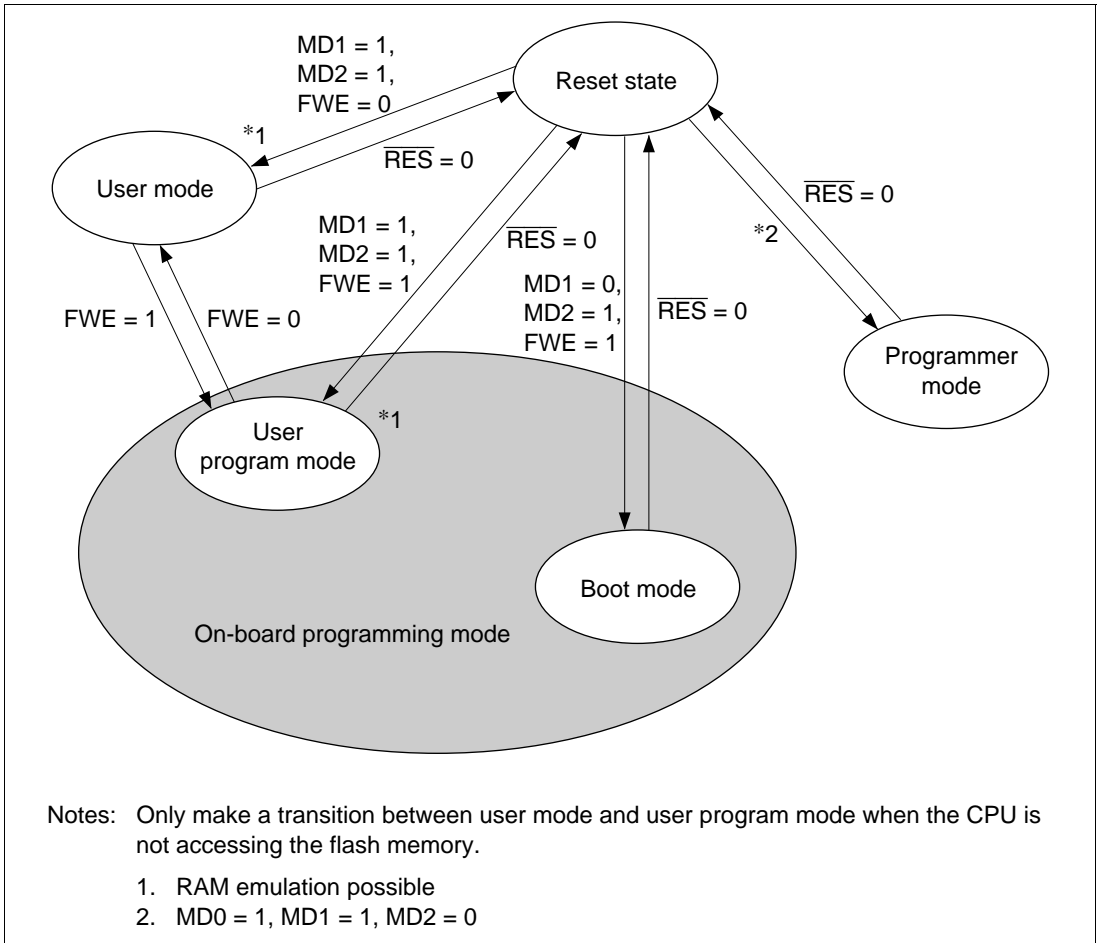 MD1 = 1,
MD2 = 1,
FWE = 0
Reset state
*1
RES = 0
User mode
RES = 0
*2
MD1 = 1,
MD2 = 1,
FWE = 1
RES = 0
MD1 = 0,
MD2 = 1,
FWE = 1
RES = 0
FWE = 1
FWE = 0
Programmer
mode
*1
User
program mode
Boot mode
On-board programming mode
Notes: Only make a transition between user mode and user program mode when the CPU is
not accessing the flash memory.
1. RAM emulation possible
2. MD0 = 1, MD1 = 1, MD2 = 0